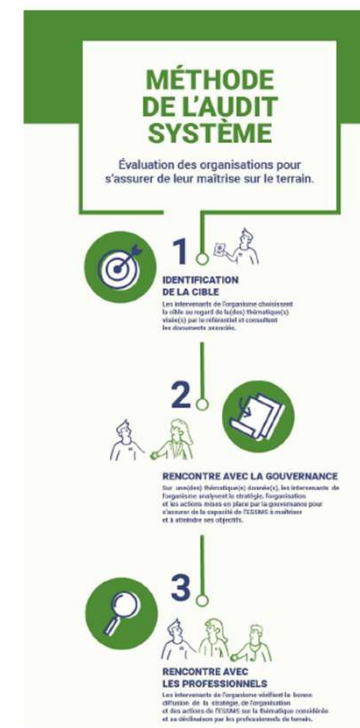 MÉTHODE
DE L'AUDIT
SYSTÈME
Évaluation des organisations pour
s'assurer de leur maîtrise sur le terrain.
1
IDENTIFICATION
DE LA CIBLE
Les intervenants de l'organisme choisissent
la cible au regard de la(des) thématique(s)
visée(s) par le référentiel et consultent
les documents associés.
2
RENCONTRE AVEC LA GOUVERNANCE
Sur une(des) thématique(s) donnée(s), les intervenants de
l'organisme analysent la stratégie, l'organisation
et les actions mises en place par la gouvernance pour
s'assurer de la capacité de l'ESSMS à maîtriser
et à atteindre ses objectifs.
3
RENCONTRE AVEC
LES PROFESSIONNELS
Les intervenants de l'organisme vérifient la bonne
diffusion de la stratégie, de l'organisation
et des actions de l'ESSMS sur la thématique considérée
et sa déclinaison par les professionnels de terrain.